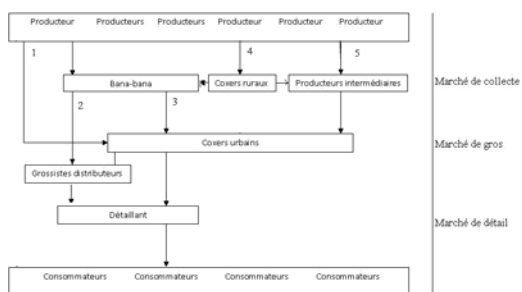 Producteur Producteurs Producteurs Producteur Producteur Producteur
1 4 5
Bana-bana Coxers ruraux Producteurs intermédiaires Marché de collecte
2 3
Coxers urbains Marché de gros
Grossistes distributeurs
Détaillant Marché de détail
Consommateurs Consommateurs Consommateurs Consommateurs